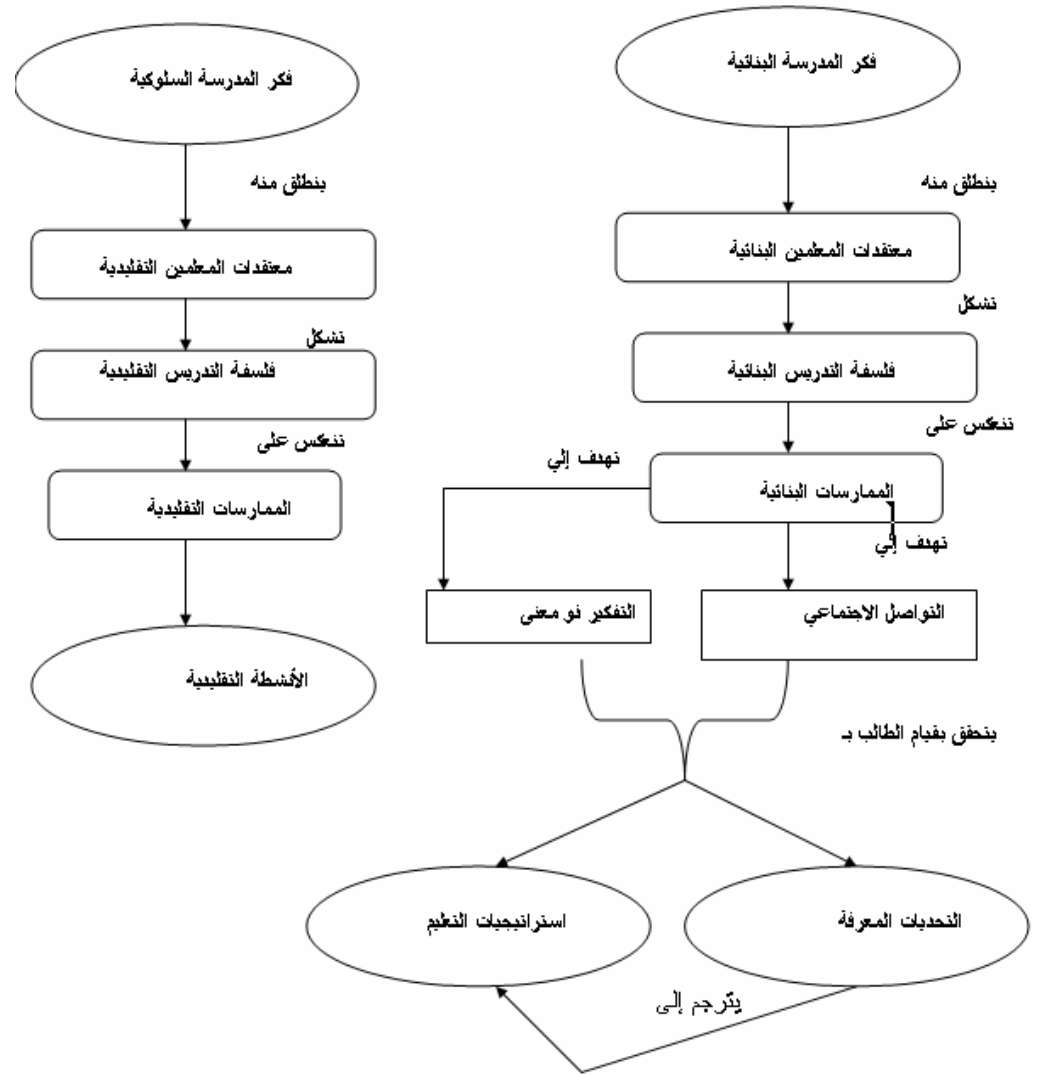 فكر المدرسة البنائية
ينطلق منه
معتقدات المعلمين البنائية
تشكل
فلسفة التدريس البنائية
تنعكس على
الممارسات البنائية
تهدف إلي
تهدف إلي
التواصل الاجتماعي
التفكير ذو معنى
يتحقق بقيام الطالب بـ
التحديات المعرفة
استراتيجيات التعليم
يترجم إلى
فكر المدرسة السلوكية
ينطلق منه
معتقدات المعلمين التقليدية
تشكل
فلسفة التدريس التقليدية
تنعكس على
الممارسات التقليدية
الأنشطة التقليدية